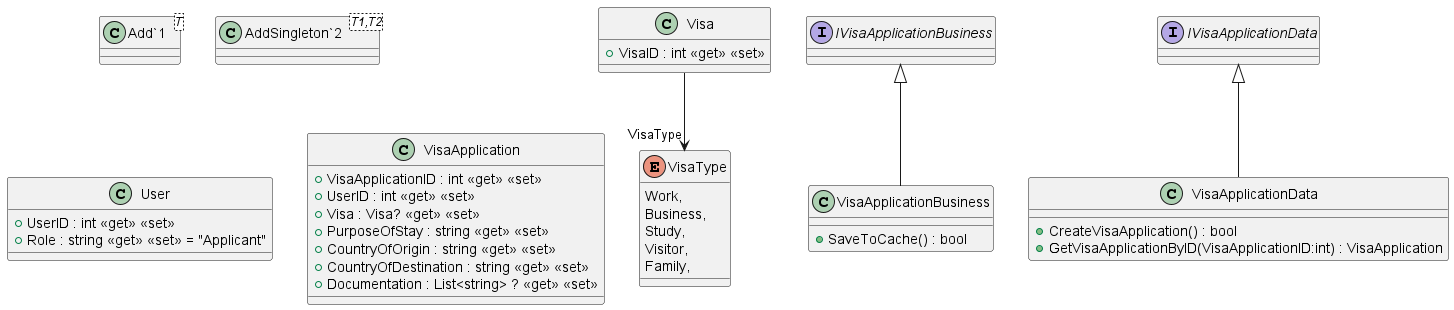 C Add`1 T
C AddSingleton`2 T1,T2
C Visa
VisaID : int «get» «set»
I IVisaApplicationBusiness
I IVisaApplicationData
VisaType
C User
UserID : int «get» «set»
Role : string «get» «set» = "Applicant"
C VisaApplication
VisaApplicationID : int «get» «set»
UserID : int «get» «set»
Visa : Visa? «get» «set»
PurposeOfStay : string «get» «set»
CountryOfOrigin : string «get» «set»
CountryOfDestination : string «get» «set»
Documentation : List<string> ? «get» «set»
E VisaType
Work,
Business,
Study,
Visitor,
Family,
C VisaApplicationBusiness
SaveToCache() : bool
C VisaApplicationData
CreateVisaApplication() : bool
GetVisaApplicationByID(VisaApplicationID:int) : VisaApplication